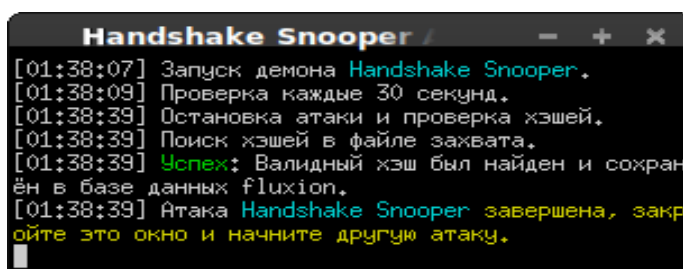 Handshake Snooper
[01:38:07] Запуск демона Handshake Snooper.
[01:38:09] Проверка каждые 30 секунд.
[01:38:39] Остановка атаки и проверка хэшей.
[01:38:39] Поиск хэшей в файле захвата.
[01:38:39] Успех: Валидный хэш был найден и сохран
ён в базе данных fluxion.
[01:38:39] Атака Handshake Snooper завершена, закр
ойте это окно и начните другую атаку.